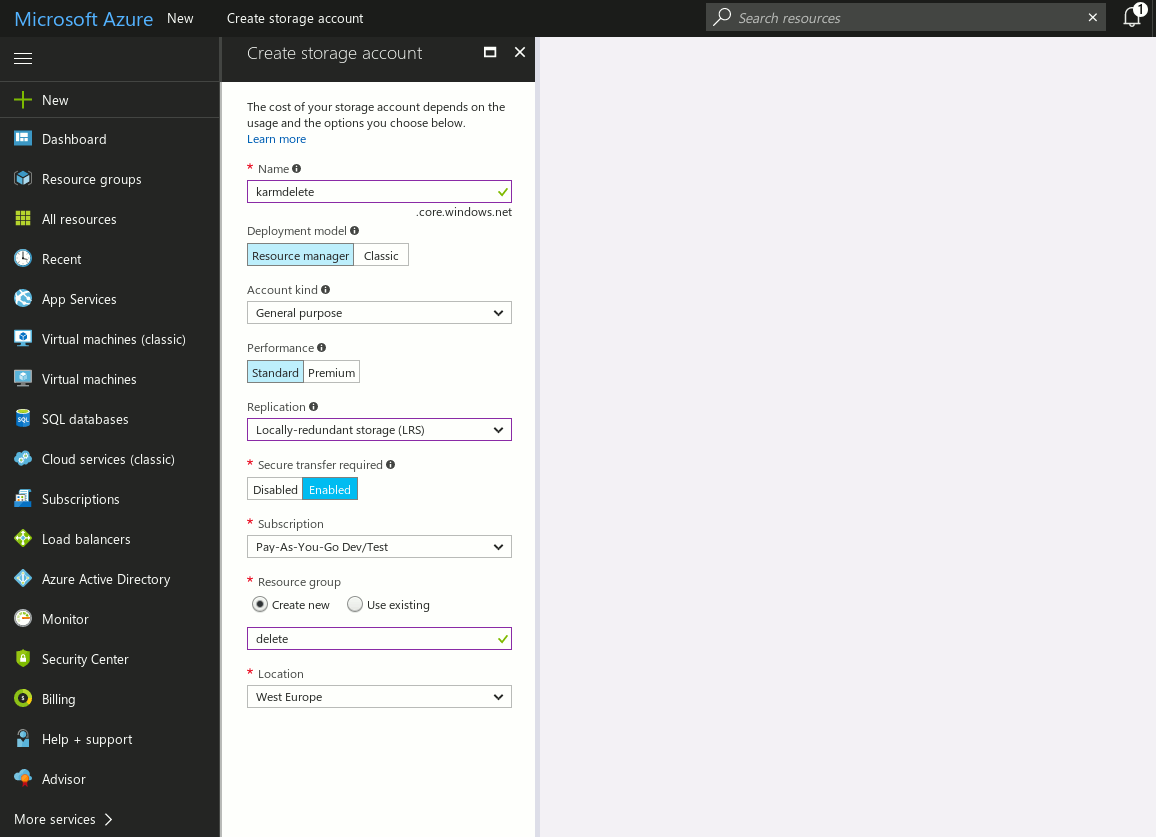 Microsoft Azure New Create storage account Search resources 1
Create storage account
New
Dashboard
Resource groups
All resources
Recent
App Services
Virtual machines (classic)
Virtual machines
SQL databases
Cloud services (classic)
Subscriptions
Load balancers
Azure Active Directory
Monitor
Security Center
Billing
Help + support
Advisor
More services
The cost of your storage account depends on the
usage and the options you choose below.
Learn more
* Name
karmdelete
.core.windows.net
Deployment model
Resource manager Classic
Account kind
General purpose
Performance
Standard Premium
Replication
Locally-redundant storage (LRS)
* Secure transfer required
Disabled Enabled
* Subscription
Pay-As-You-Go Dev/Test
* Resource group
Create new Use existing
delete
* Location
West Europe